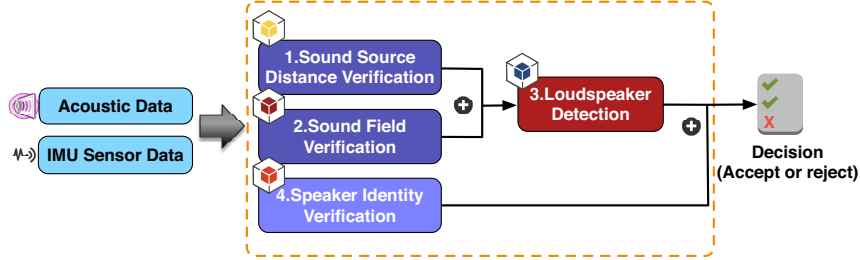 Acoustic Data
IMU Sensor Data
1.Sound Source
Distance Verification
2.Sound Field
Verification
4.Speaker Identity
Verification
3.Loudspeaker
Detection
X
Decision
(Accept or reject)